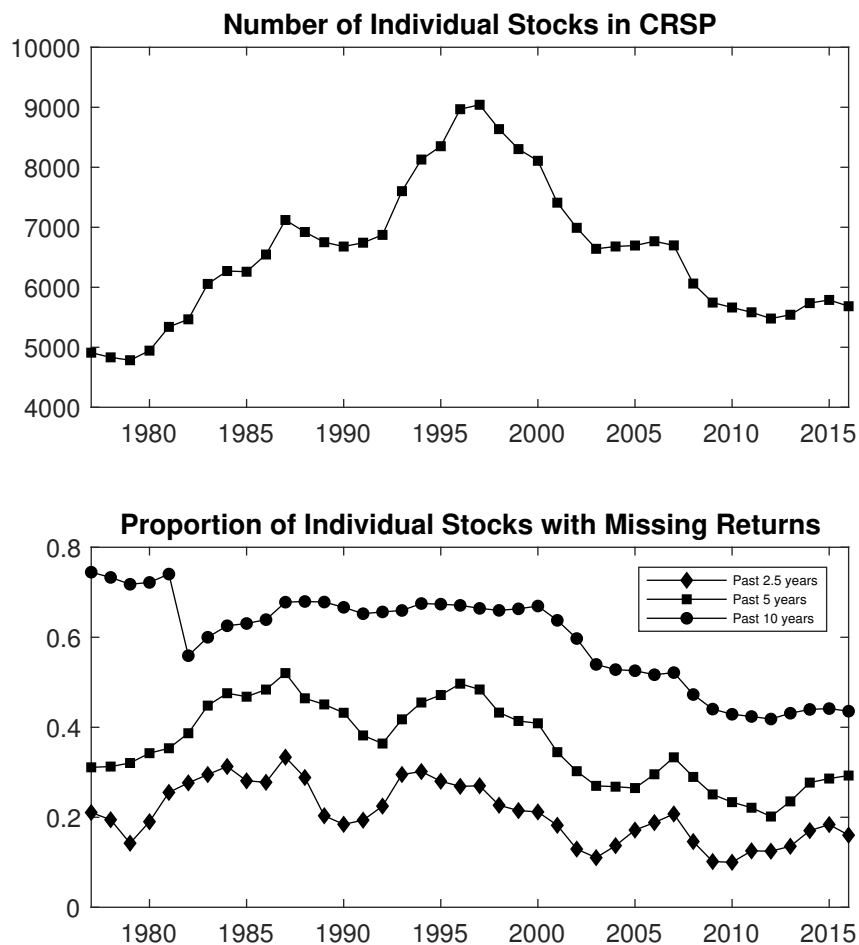 Number of Individual Stocks in CRSP
10000
9000
8000
7000
6000
5000
4000
1980 1985 1990 1995 2000 2005 2010 2015
Proportion of Individual Stocks with Missing Returns
0.8
0.6
0.4
0.2
0
Past 2.5 years
Past 5 years
Past 10 years
1980 1985 1990 1995 2000 2005 2010 2015